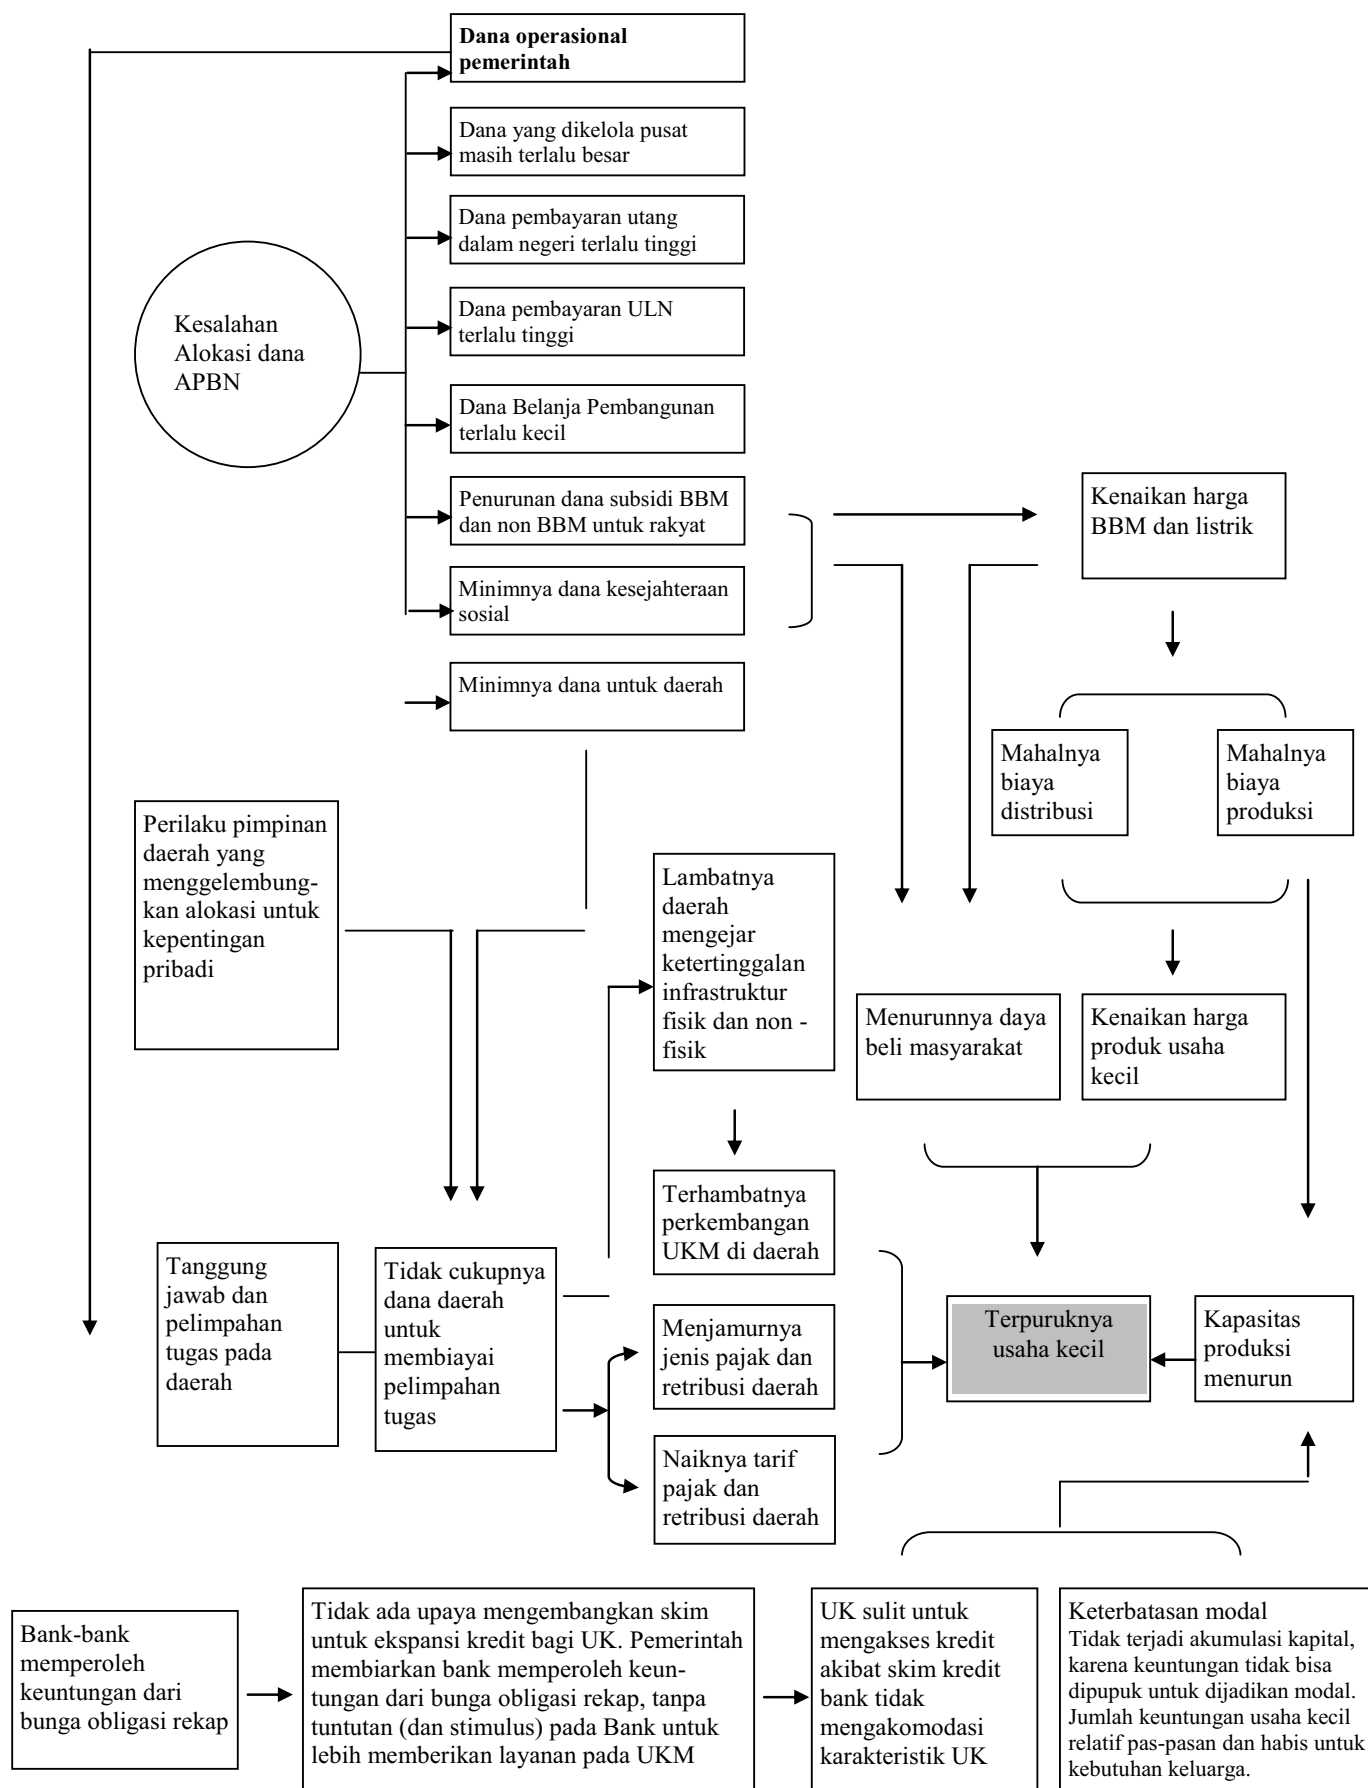 Dana operasional
pemerintah
Dana yang dikelola pusat
masih terlalu besar
Dana pembayaran utang
dalam negeri terlalu tinggi
Kesalahan
Alokasi dana
APBN
Dana pembayaran ULN
terlalu tinggi
Dana Belanja Pembangunan
terlalu kecil
Penurunan dana subsidi BBM
dan non BBM untuk rakyat
Kenaikan harga
BBM dan listrik
Minimnya dana kesejahteraan
sosial
Minimnya dana untuk daerah
Mahalnya
biaya
distribusi
Mahalnya
biaya
produksi
Perilaku pimpinan
daerah yang
menggelembung-
kan alokasi untuk
kepentingan
pribadi
Lambatnya
daerah
mengejar
ketertinggalan
infrastruktur
fisik dan non -
fisik
Menurunnya daya
beli masyarakat
Kenaikan harga
produk usaha
kecil
Terhambatnya
perkembangan
UKM di daerah
Tanggung
jawab dan
pelimpahan
tugas pada
daerah
Tidak cukupnya
dana daerah
untuk
membiayai
pelimpahan
tugas
Menjamurnya
jenis pajak dan
retribusi daerah
Terpuruknya
usaha kecil
Kapasitas
produksi
menurun
Naiknya tarif
pajak dan
retribusi daerah
Bank-bank
memperoleh
keuntungan dari
bunga obligasi rekap
Tidak ada upaya mengembangkan skim
untuk ekspansi kredit bagi UK. Pemerintah
membiarkan bank memperoleh keun-
tungan dari bunga obligasi rekap, tanpa
tuntutan (dan stimulus) pada Bank untuk
lebih memberikan layanan pada UKM
UK sulit untuk
mengakses kredit
akibat skim kredit
bank tidak
mengakomodasi
karakteristik UK
Keterbatasan modal
Tidak terjadi akumulasi kapital,
karena keuntungan tidak bisa
dipupuk untuk dijadikan modal.
Jumlah keuntungan usaha kecil
relatif pas-pasan dan habis untuk
kebutuhan keluarga.